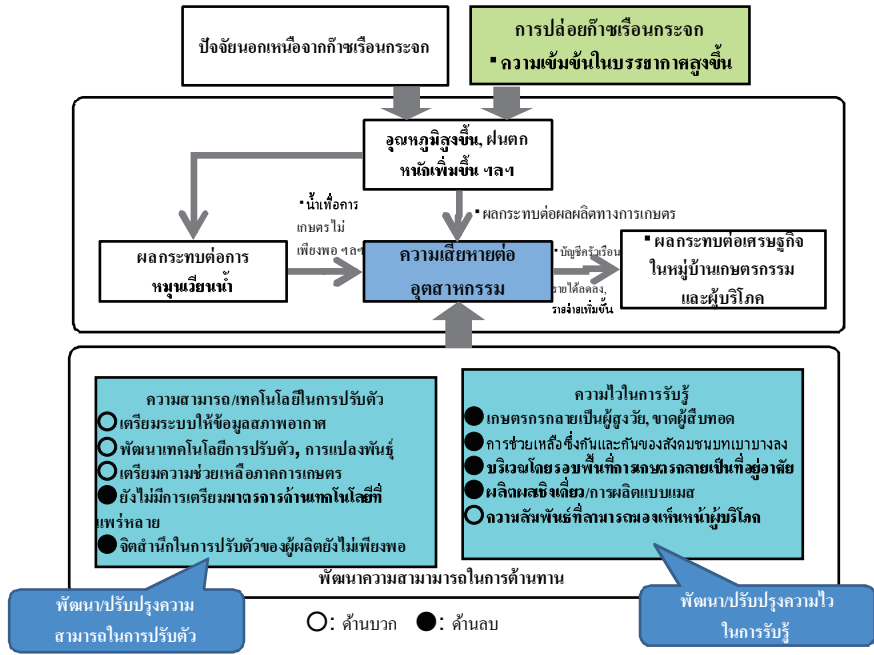 ปัจจัยนอกเหนือจากก๊าซเรือนกระจก
การปล่อยก๊าซเรือนกระจก
▪ ความเข้มข้นในบรรยากาศสูงขึ้น
อุณหภูมิสูงขึ้น, ฝนตก
หนักเพิ่มขึ้น ฯลฯ
▪ น้ำเพื่อการ
เกษตรไม่
เพียงพอ ฯลฯ
▪ ผลกระทบต่อผลผลิตทางการเกษตร
ผลกระทบต่อการ
หมุนเวียนน้ำ
ความเสียหายต่อ
อุตสาหกรรม
▪ บัญชีครัวเรือน
รายได้ลดลง,
รายจ่ายเพิ่มขึ้น
▪ ผลกระทบต่อเศรษฐกิจ
ในหมู่บ้านเกษตรกรรม
และผู้บริโภค
ความสามารถ/เทคโนโลยีในการปรับตัว
○เตรียมระบบให้ข้อมูลสภาพอากาศ
○พัฒนาเทคโนโลยีการปรับตัว, การแปลงพันธุ์
○เตรียมความช่วยเหลือภาคการเกษตร
●ยังไม่มีการเตรียมมาตรการด้านเทคโนโลยีที่
แพร่หลาย
●จิตสำนึกในการปรับตัวของผู้ผลิตยังไม่เพียงพอ
ความไวในการรับรู้
●เกษตรกรกลายเป็นผู้สูงวัย, ขาดผู้สืบทอด
●การช่วยเหลือซึ่งกันและกันของสังคมชนบทเบาบางลง
●บริเวณโดยรอบพื้นที่การเกษตรกลายเป็นที่อยู่อาศัย
●ผลิตผลเชิงเดี่ยว/การผลิตแบบแมส
○ความสัมพันธ์ที่สามารถมองเห็นหน้าผู้บริโภค
พัฒนาความสามามารถในการต้านทาน
พัฒนา/ปรับปรุงความ
สามารถในการปรับตัว
พัฒนา/ปรับปรุงความไว
ในการรับรู้
○: ด้านบวก ●: ด้านลบ